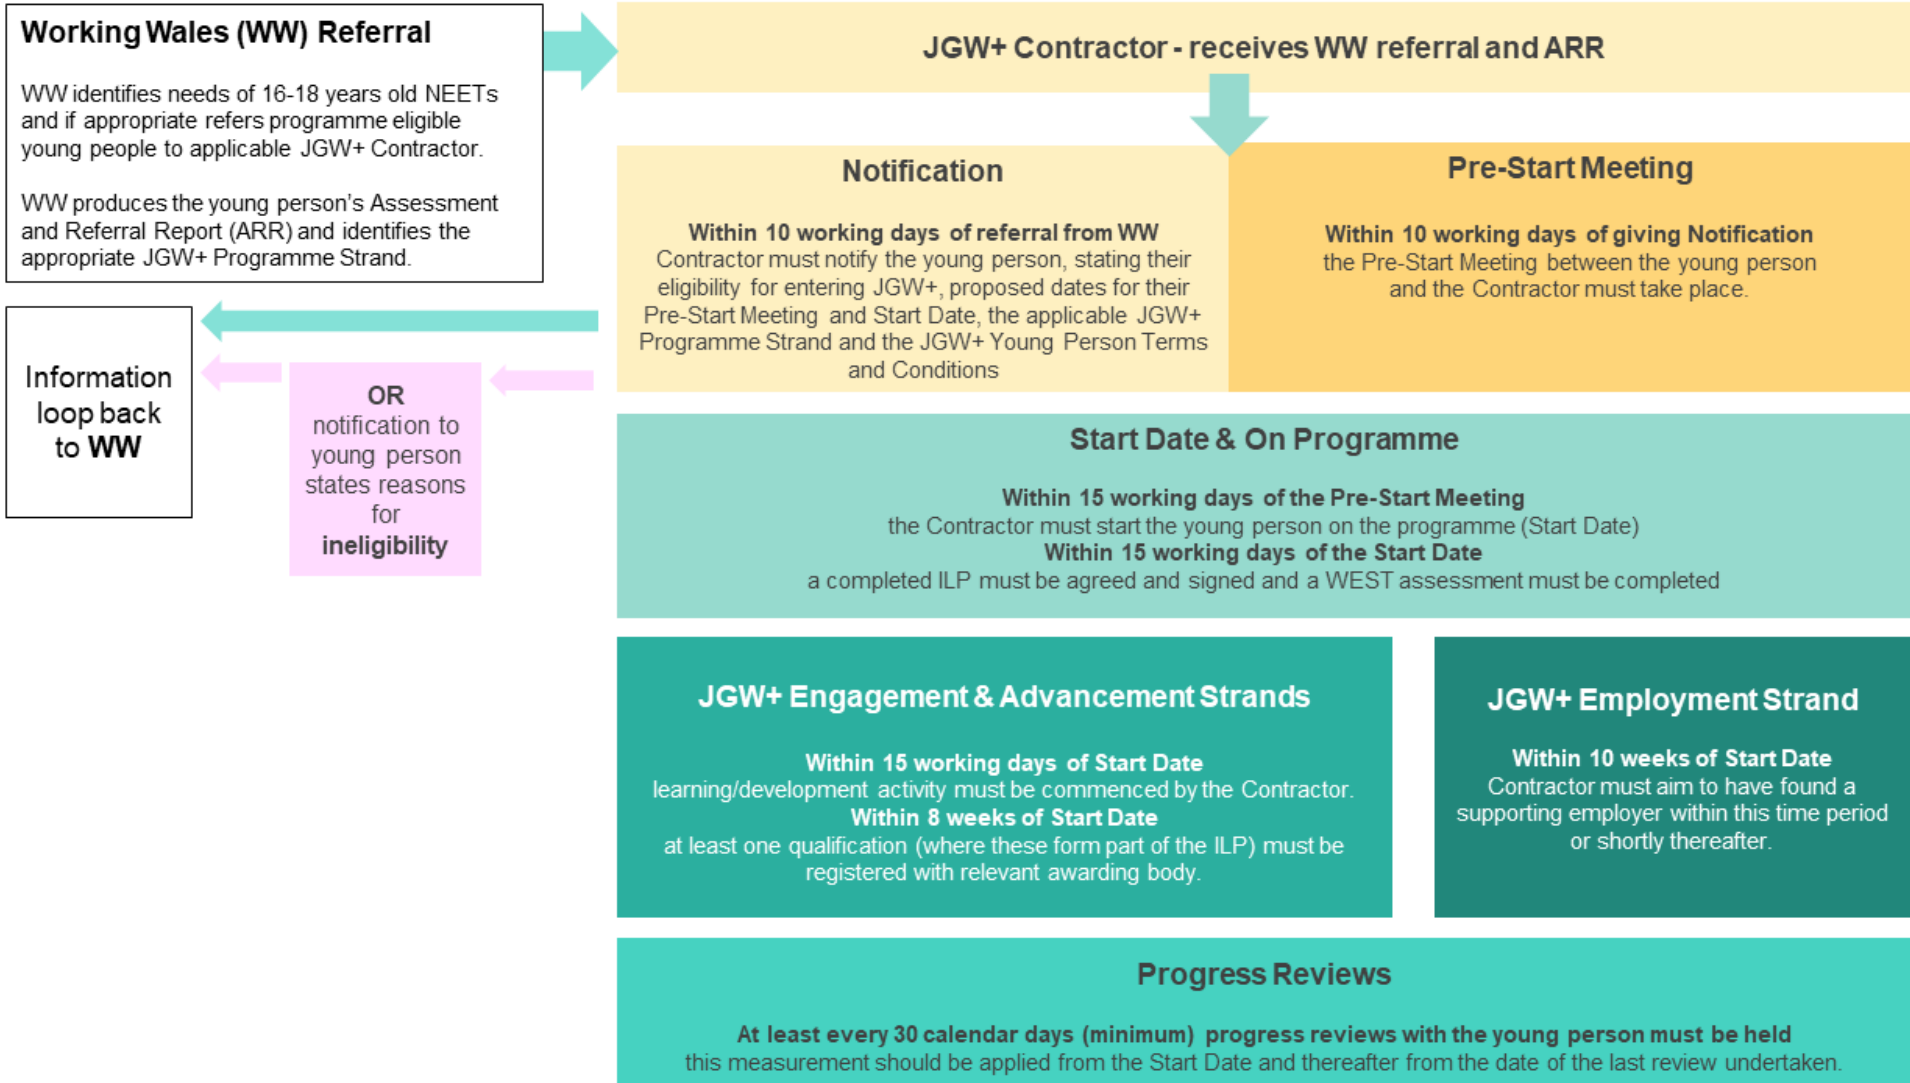 Working Wales (WW) Referral
WW identifies needs of 16-18 years old NEETs
and if appropriate refers programme eligible
young people to applicable JGW+ Contractor.
WW produces the young person's Assessment
and Referral Report (ARR) and identifies the
appropriate JGW+ Programme Strand.
JGW+ Contractor - receives WW referral and ARR
Notification
Within 10 working days of referral from WW
Contractor must notify the young person, stating their
eligibility for entering JGW+, proposed dates for their
Pre-Start Meeting and Start Date, the applicable JGW+
Programme Strand and the JGW+ Young Person Terms
and Conditions
Pre-Start Meeting
Within 10 working days of giving Notification
the Pre-Start Meeting between the young person
and the Contractor must take place.
Information
loop back
to WW
OR
notification to
young person
states reasons
for
ineligibility
Start Date & On Programme
Within 15 working days of the Pre-Start Meeting
the Contractor must start the young person on the programme (Start Date)
Within 15 working days of the Start Date
a completed ILP must be agreed and signed and a WEST assessment must be completed
JGW+ Engagement & Advancement Strands
Within 15 working days of Start Date
learning/development activity must be commenced by the Contractor.
Within 8 weeks of Start Date
at least one qualification (where these form part of the ILP) must be
registered with relevant awarding body.
JGW+ Employment Strand
Within 10 weeks of Start Date
Contractor must aim to have found a
supporting employer within this time period
or shortly thereafter.
Progress Reviews
At least every 30 calendar days (minimum) progress reviews with the young person must be held
this measurement should be applied from the Start Date and thereafter from the date of the last review undertaken.